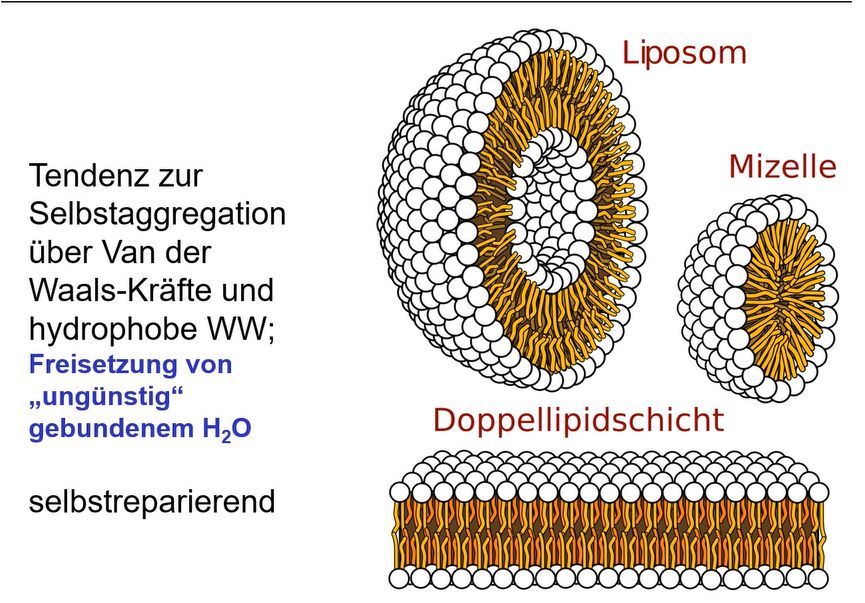 Liposom
Mizelle
Tendenz zur
Selbstaggregation
über Van der
Waals-Kräfte und
hydrophobe WW;
Freisetzung von
„ungünstig“
gebundenem H₂O
Doppellipidschicht
selbstreparierend